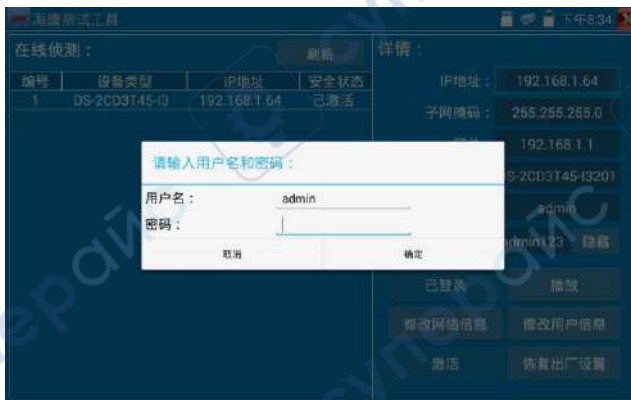 海康测试工具
下午8:34
在线侦测：
刷新
详情：
编号 设备类型 IP地址 安全状态
1 DS-2CD3T45-I3 192.168.1.64 已激活
IP地址： 192.168.1.64
子网掩码： 255.255.255.0
192.168.1.1
S-2CD3T45-I3201
admin
dmin123 隐藏
请输入用户名和密码：
用户名： admin
密码：
取消 确定
已登录 播放
修改网络信息 修改用户信息
激活 恢复出厂设置